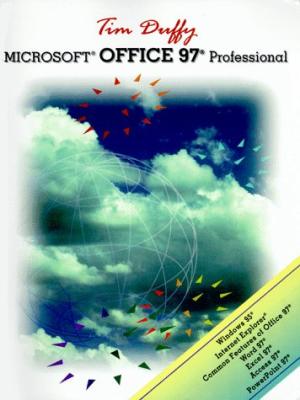 Tim Duffy
MICROSOFT® OFFICE 97® Professional
Windows 95®
Internet Explorer®
Common Features of Office 97®
Word 97®
Excel 97®
Access 97®
PowerPoint 97®